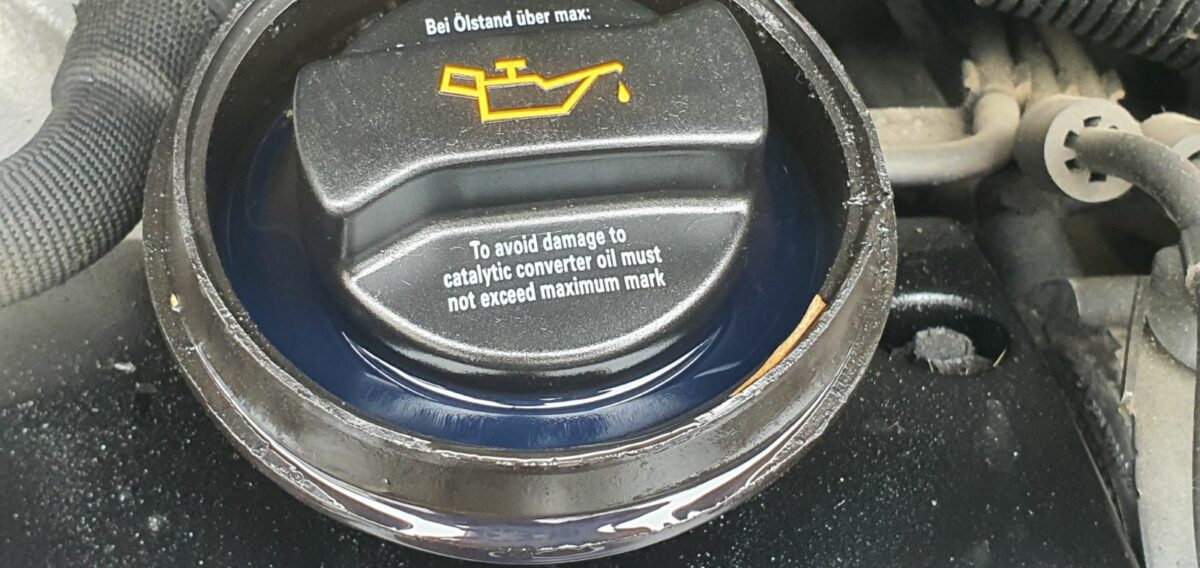 Bei Ölstand über max:
To avoid damage to
catalytic converter oil must
not exceed maximum mark